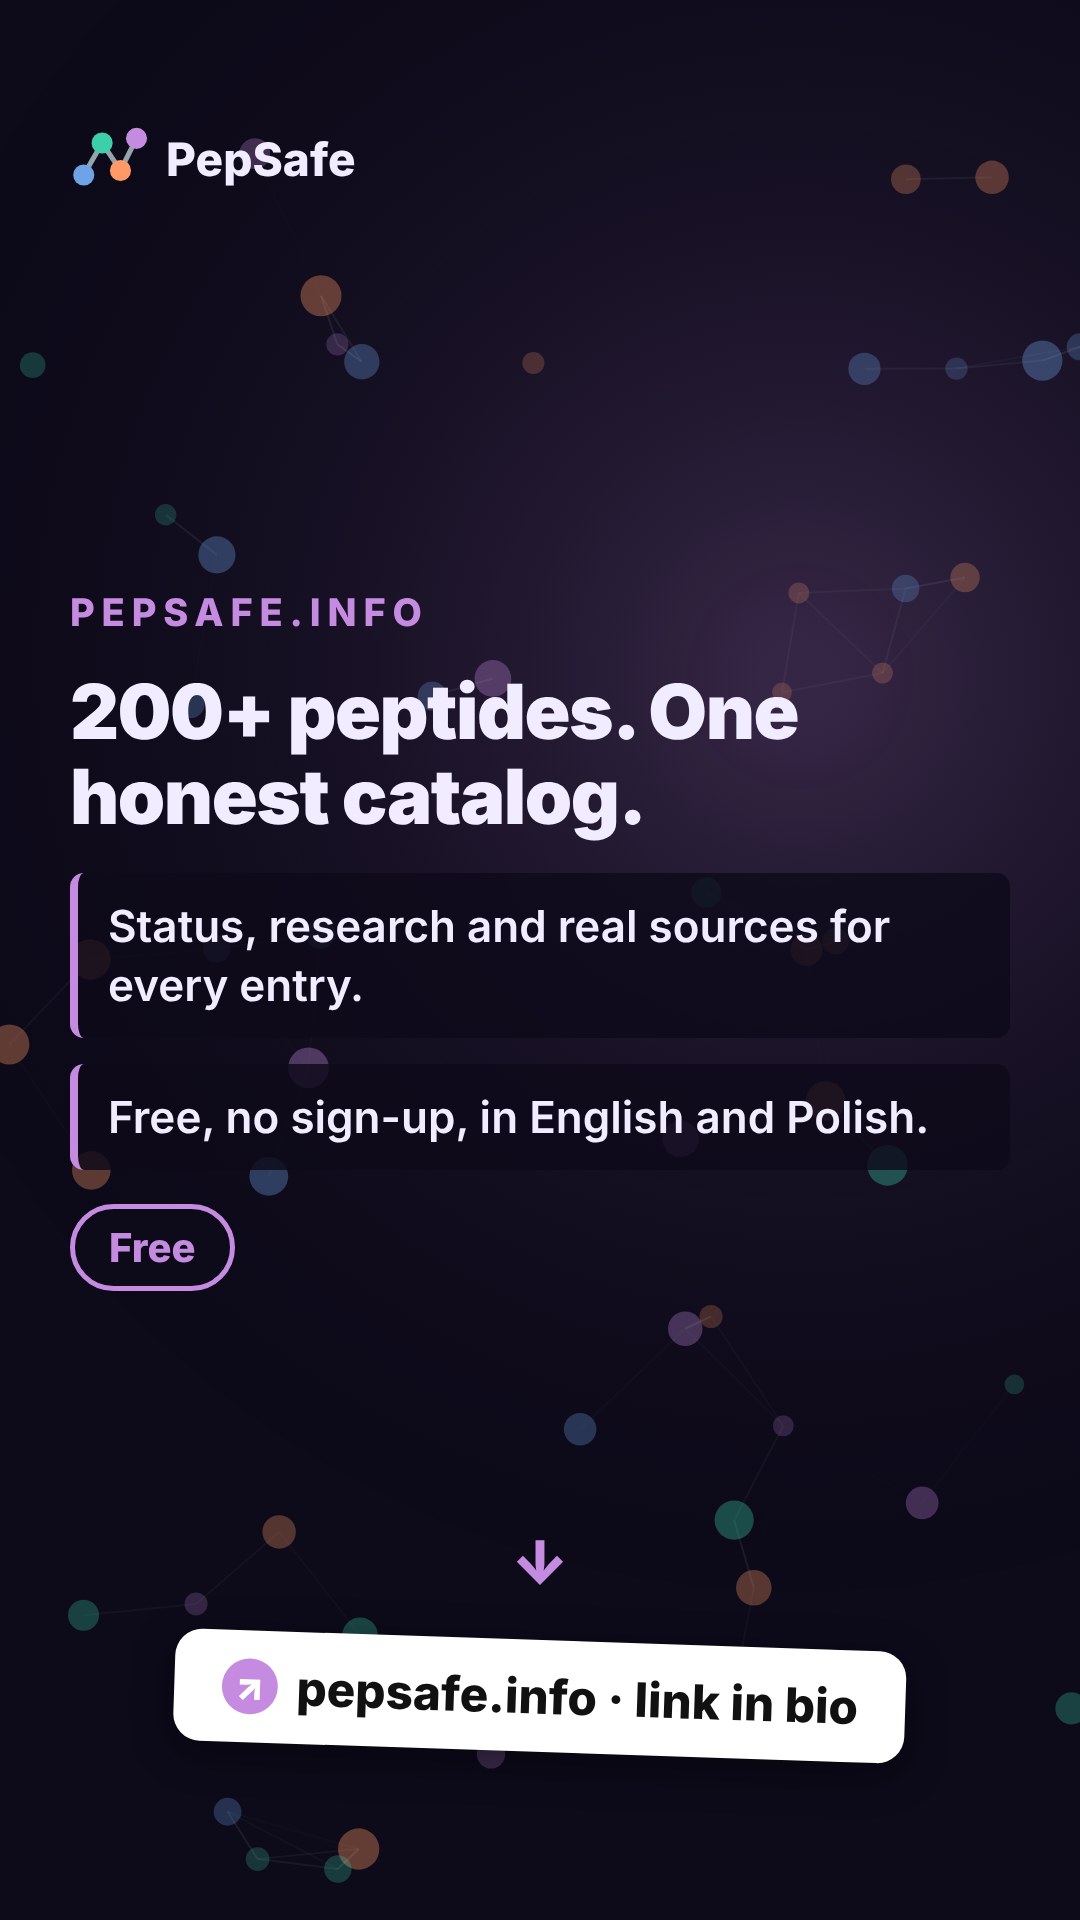 PepSafe
PEPSAFE.INFO
200+ peptides. One
honest catalog.
Status, research and real sources for
every entry.
Free, no sign-up, in English and Polish.
Free
pepsafe.info · link in bio